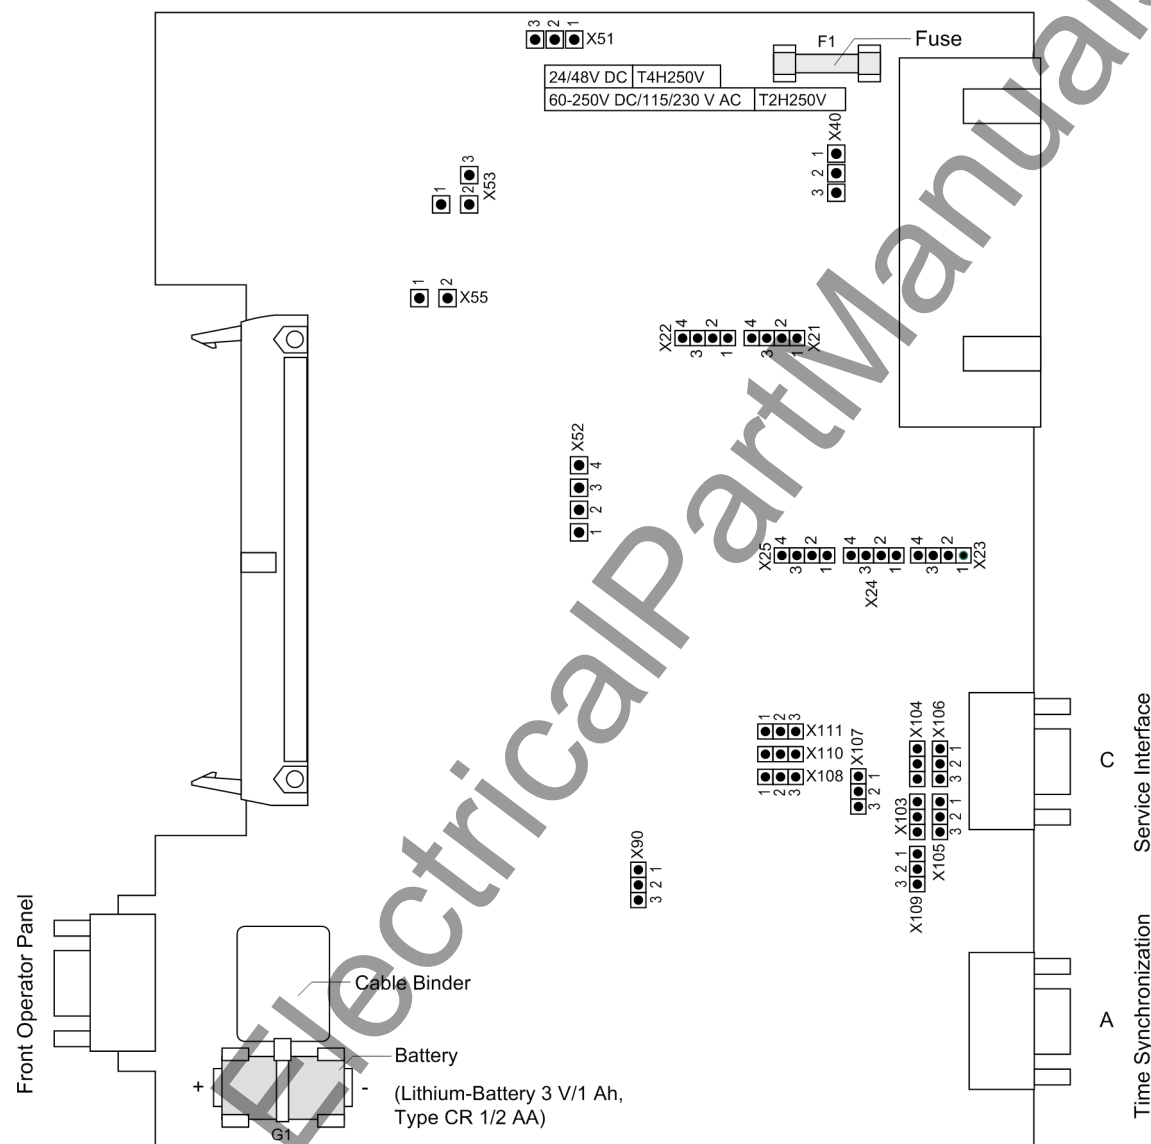 3 2 1 X51
F1
Fuse
24/48V DC T4H250V
60-250V DC/115/230 V AC T2H250V
X40
1 2 3
3
1 2 X53
1 2 X55
X22 4 3 2 1
4 3 2 1 X21
X52
4
3
2
1
X25 4 3 2 1
4 3 2 1
X24
4 3 2 1 X23
1 2 3
X111
X110
X108
1 2 3
X107
3 2 1
X104
X106
3 2 1
X103
3 2 1
X105
3 2 1
X109
X90
3 2 1
C
Service Interface
A
Time Synchronization
Front Operator Panel
Cable Binder
Battery
+ -
(Lithium-Battery 3 V/1 Ah,
Type CR 1/2 AA)
G1
ElectricalPartManual